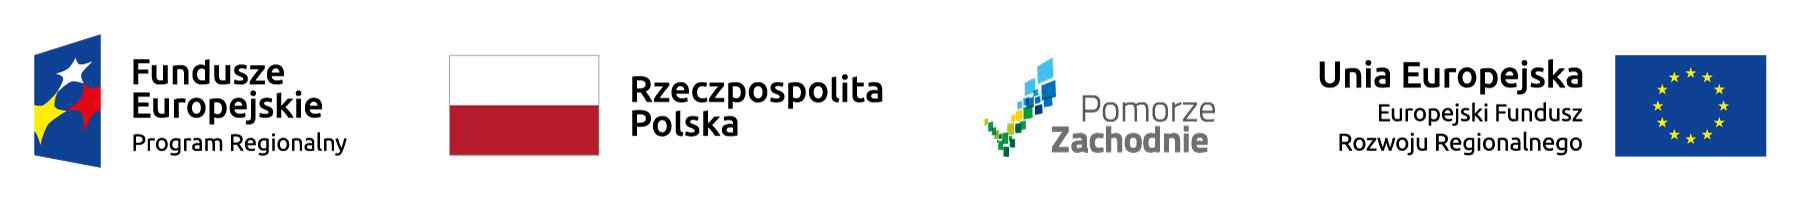 Fundusze
Europejskie
Program Regionalny
Rzeczpospolita
Polska
Pomorze
Zachodnie
Unia Europejska
Europejski Fundusz
Rozwoju Regionalnego